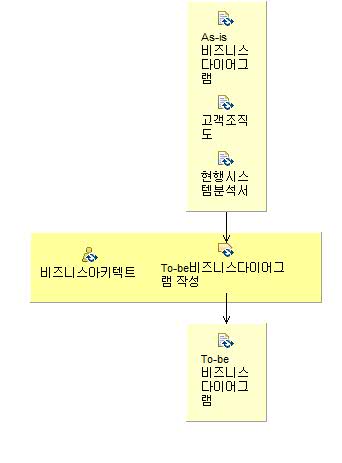 As-is
비즈니스
다이어그
램
고객조직
도
현행시스
템분석서
비즈니스아키텍트
To-be비즈니스다이어그
램 작성
To-be
비즈니스
다이어그
램